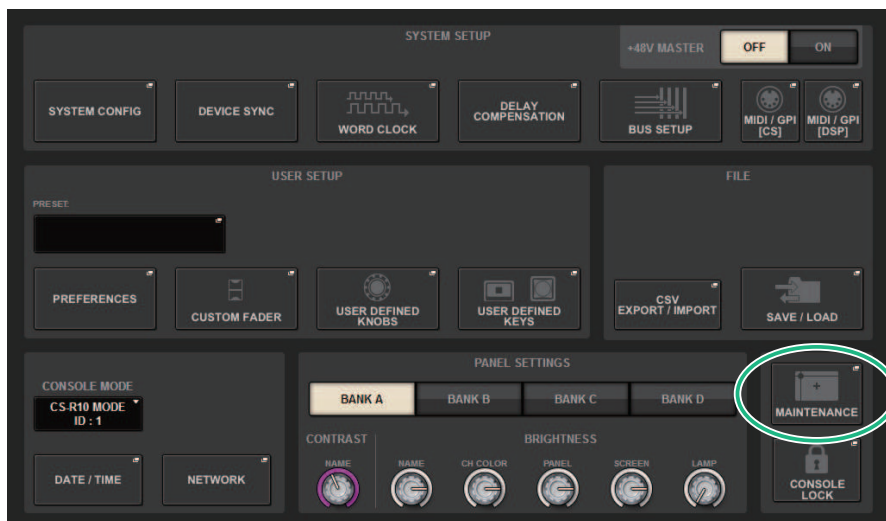 SYSTEM SETUP
+48V MASTER
OFF
ON
SYSTEM CONFIG
DEVICE SYNC
WORD CLOCK
DELAY
COMPENSATION
BUS SETUP
MIDI / GPI
[CS]
MIDI / GPI
[DSP]
USER SETUP
PRESET:
PREFERENCES
CUSTOM FADER
USER DEFINED
KNOBS
USER DEFINED
KEYS
FILE
CSV
EXPORT / IMPORT
SAVE / LOAD
CONSOLE MODE
CS-R10 MODE
ID : 1
DATE / TIME
NETWORK
PANEL SETTINGS
BANK A
BANK B
BANK C
BANK D
CONTRAST
BRIGHTNESS
NAME
NAME
CH COLOR
PANEL
SCREEN
LAMP
MAINTENANCE
CONSOLE
LOCK